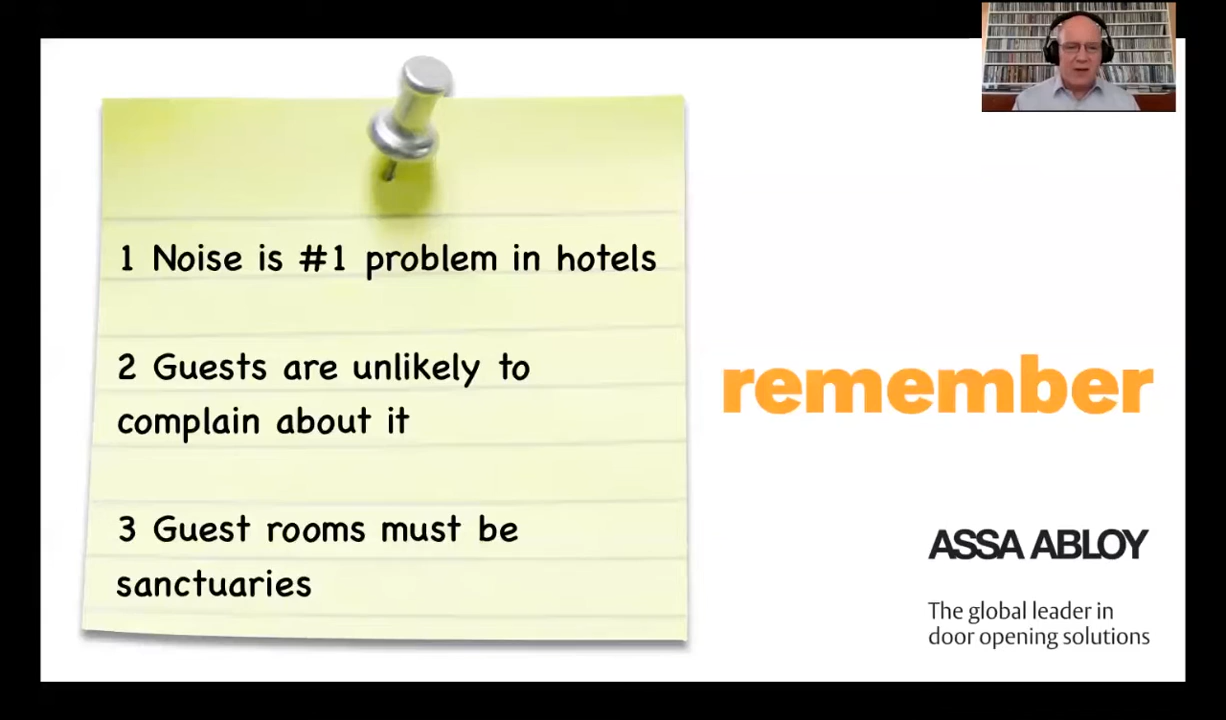 1 Noise is #1 problem in hotels
2 Guests are unlikely to
complain about it
3 Guest rooms must be
sanctuaries
remember
ASSA ABLOY
The global leader in
door opening solutions